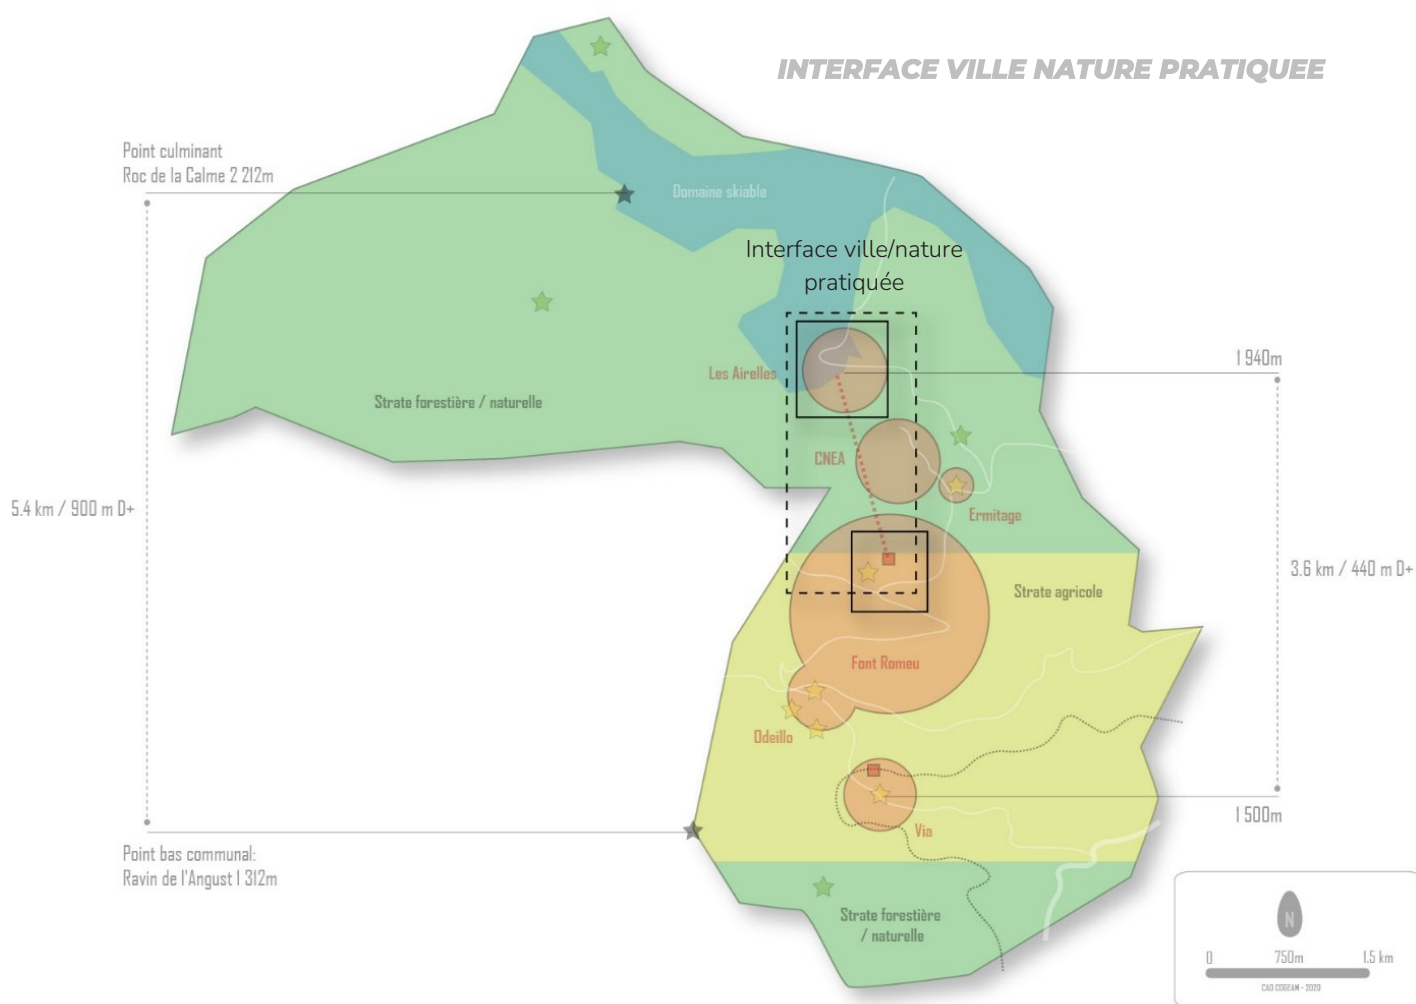 INTERFACE VILLE NATURE PRATIQUEE
Point culminant
Roc de la Calme 2 212m
Domaine skiable
Interface ville/nature
pratiquée
1 940m
Les Airelles
Strate forestière / naturelle
CNEA
5.4 km / 900 m D+
Ermitage
3.6 km / 440 m D+
Strate agricole
Font Romeu
Odeillo
1 500m
Via
Point bas communal:
Ravin de l'Angust 1 312m
Strate forestière
/ naturelle
N
0 750m 1.5 km
CAO COGEAM - 2020